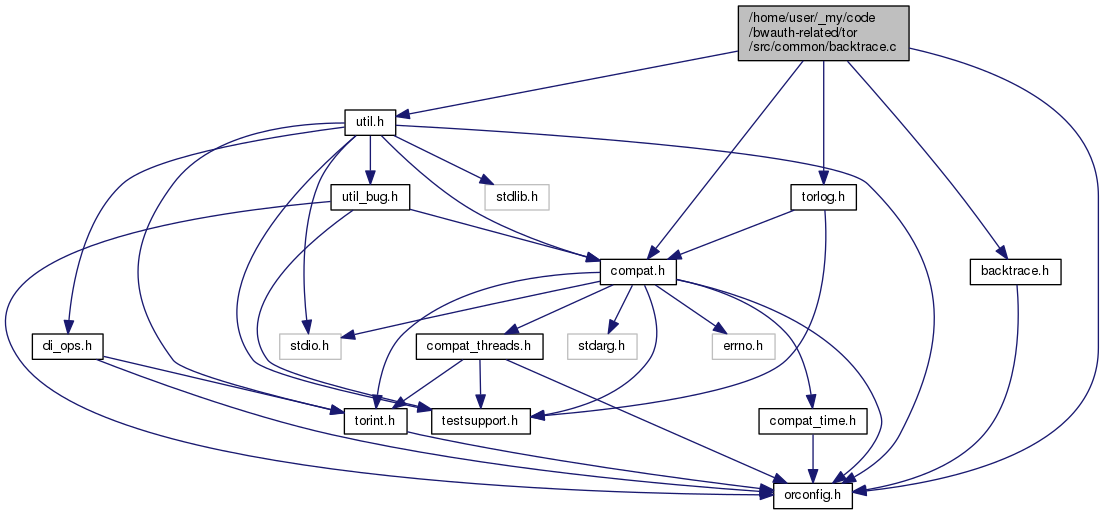 /home/user/_my/code
/bwauth-related/tor
/src/common/backtrace.c
util.h
util_bug.h
stdlib.h
torlog.h
compat.h
backtrace.h
di_ops.h
stdio.h
compat_threads.h
stdarg.h
errno.h
torint.h
testsupport.h
compat_time.h
orconfig.h